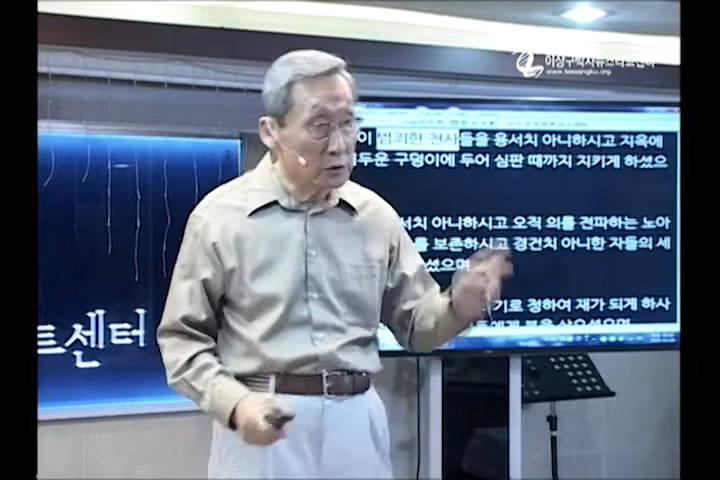 이상구박사뉴스타트센터
www.leesangku.org
이 범죄한 천사들을 용서치 아니하시고 지옥에
두운 구덩이에 두어 심판 때까지 지키게 하셨으
서치 아니하시고 오직 의를 전파하는 노아
를 보존하시고 경건치 아니한 자들의 세
셨으며
기로 정하여 재가 되게 하사
트센터